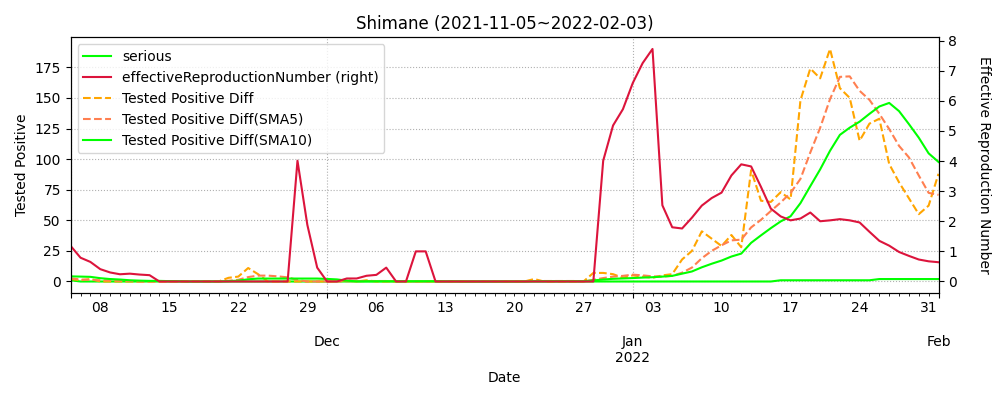 Shimane (2021-11-05~2022-02-03)
serious
effectiveReproductionNumber (right)
Tested Positive Diff
Tested Positive Diff(SMA5)
Tested Positive Diff(SMA10)
Tested Positive
175
150
125
100
75
50
25
0
8
7
6
5
4
3
2
1
0
Effective Reproduction Number
08 15 22 29 06 13 20 27 03 10 17 24 31
Dec Jan Feb
2022
Date